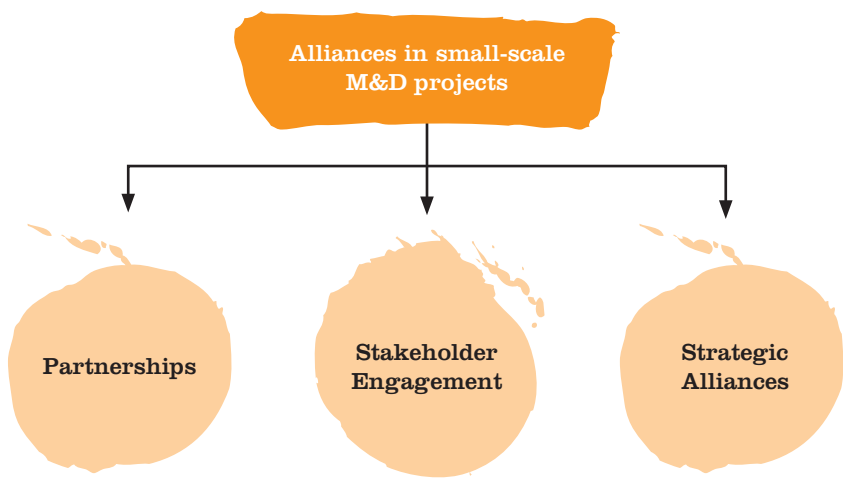 Alliances in small-scale
M&D projects
Partnerships
Stakeholder
Engagement
Strategic
Alliances